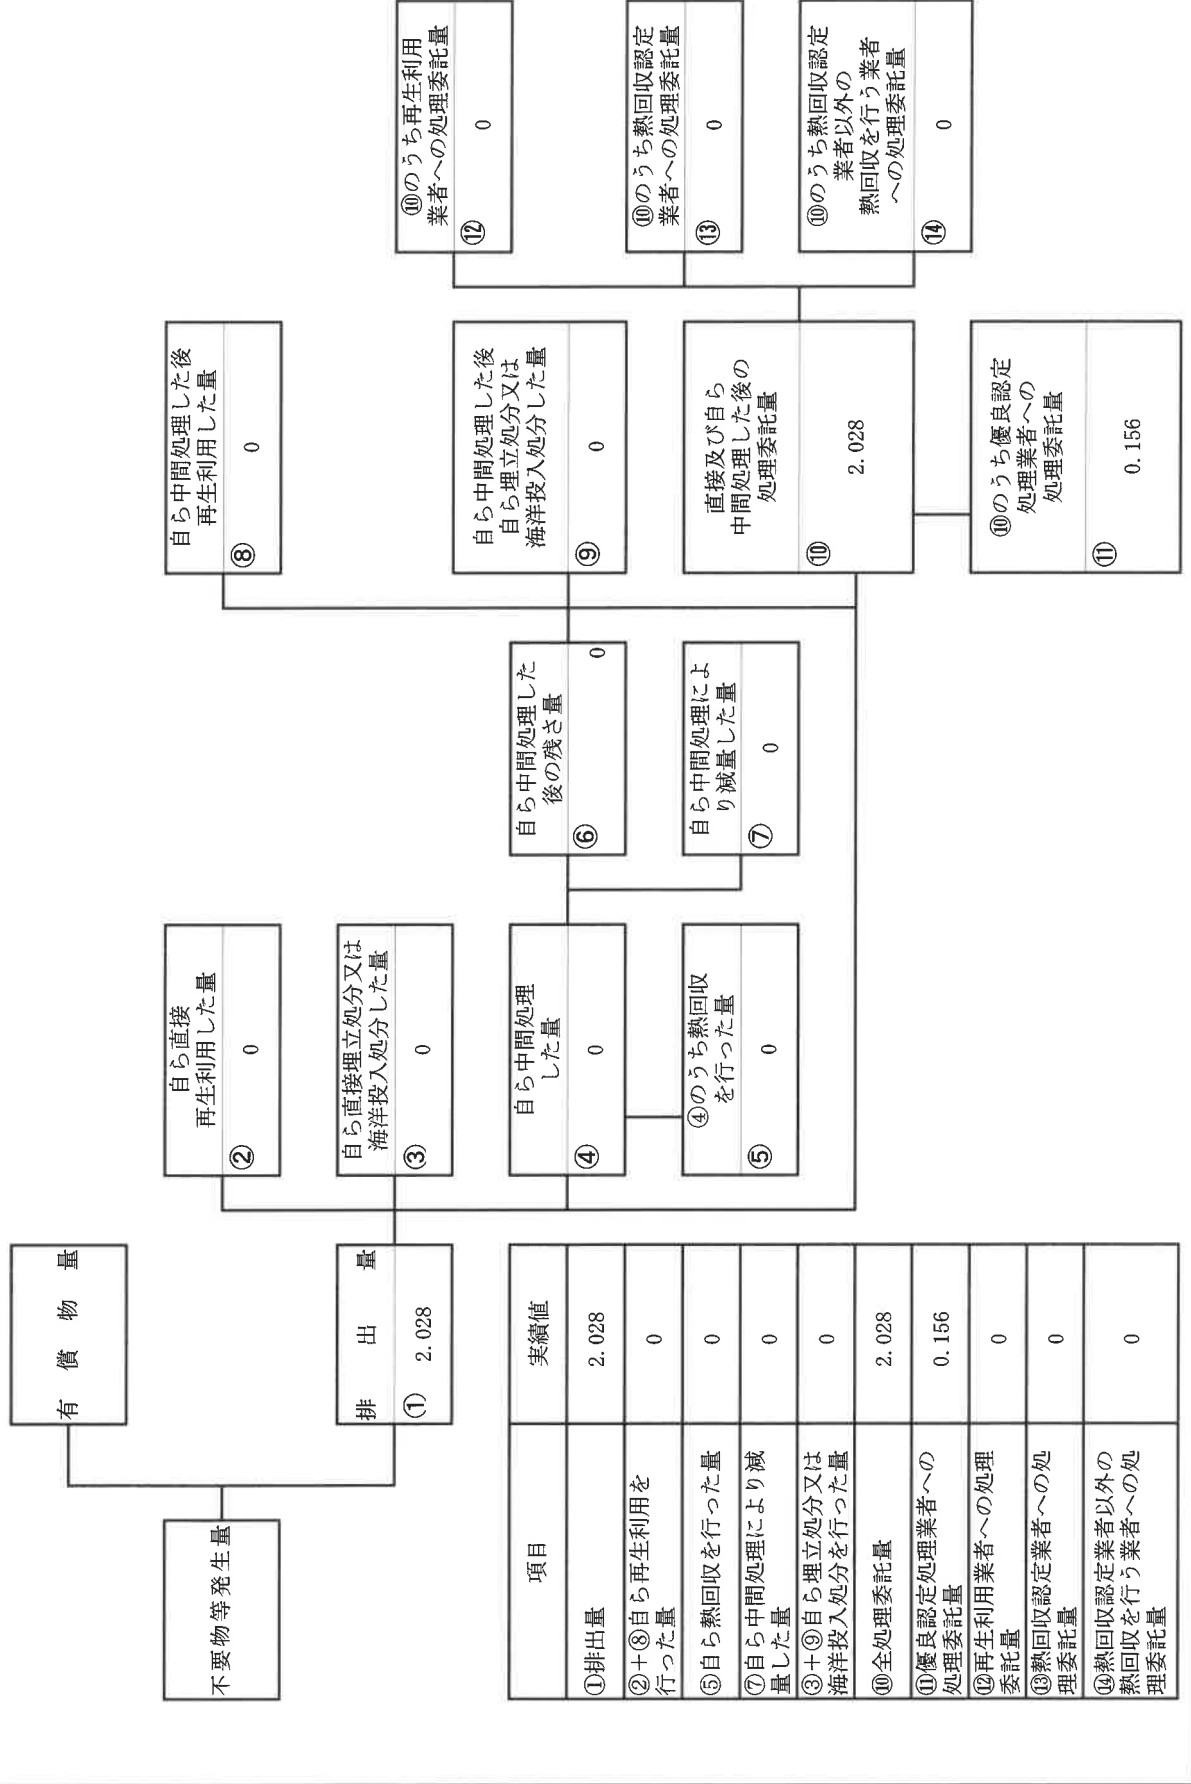 不要物等発生量
有 償 物 量
排 出 量
① 2.028
自ら直接
再生利用した量
② 0
自ら直接埋立処分又は
海洋投入処分した量
③ 0
自ら中間処理
した量
④ 0
④のうち熱回収
を行った量
⑤ 0
自ら中間処理した
後の残さ量
⑥ 0
自ら中間処理によ
り減量した量
⑦ 0
自ら中間処理した後
再生利用した量
⑧ 0
自ら中間処理した後
自ら埋立処分又は
海洋投入処分した量
⑨ 0
直接及び自ら
中間処理した後の
処理委託量
⑩ 2.028
⑩のうち優良認定
処理業者への
処理委託量
⑪ 0.156
⑩のうち再生利用
業者への処理委託量
⑫ 0
⑩のうち熱回収認定
業者への処理委託量
⑬ 0
⑩のうち熱回収認定
業者以外の
熱回収を行う業者
への処理委託量
⑭ 0
項目 実績値
①排出量 2.028
②+⑧自ら再生利用を
行った量 0
⑤自ら熱回収を行った量 0
⑦自ら中間処理により減
量した量 0
③+⑨自ら埋立処分又は
海洋投入処分を行った量 0
⑩全処理委託量 2.028
⑪優良認定処理業者への
処理委託量 0.156
⑫再生利用業者への処理
委託量 0
⑬熱回収認定業者への処
理委託量 0
⑭熱回収認定業者以外の
熱回収を行う業者への処
理委託量 0